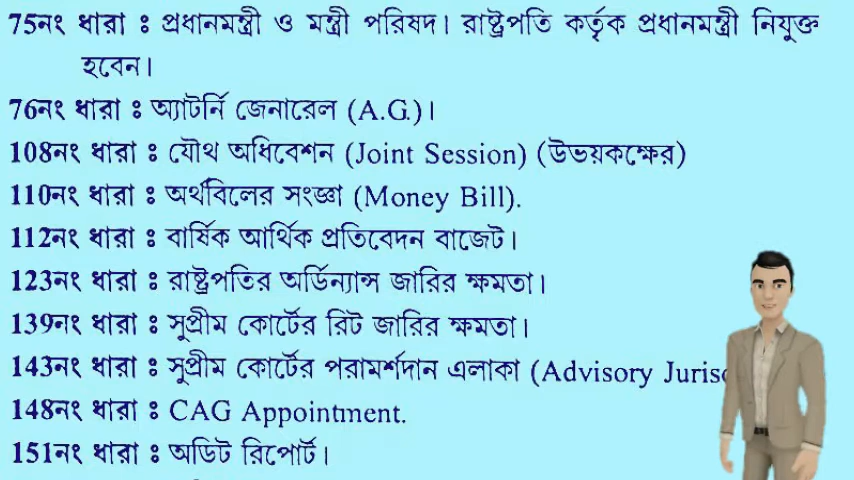 75নং ধারা ঃ প্রধানমন্ত্রী ও মন্ত্রী পরিষদ। রাষ্ট্রপতি কর্তৃক প্রধানমন্ত্রী নিযুক্ত
হবেন।
76নং ধারা ঃ অ্যাটর্নি জেনারেল (A.G.)।
108নং ধারা ঃ যৌথ অধিবেশন (Joint Session) (উভয়কক্ষের)
110নং ধারা ঃ অর্থবিলের সংজ্ঞা (Money Bill).
112নং ধারা ঃ বার্ষিক আর্থিক প্রতিবেদন বাজেট।
123নং ধারা ঃ রাষ্ট্রপতির অর্ডিন্যান্স জারির ক্ষমতা।
139নং ধারা ঃ সুপ্রীম কোর্টের রিট জারির ক্ষমতা।
143নং ধারা ঃ সুপ্রীম কোর্টের পরামর্শদান এলাকা (Advisory
148নং ধারা ঃ CAG Appointment.
151নং ধারা ঃ অডিট রিপোর্ট।